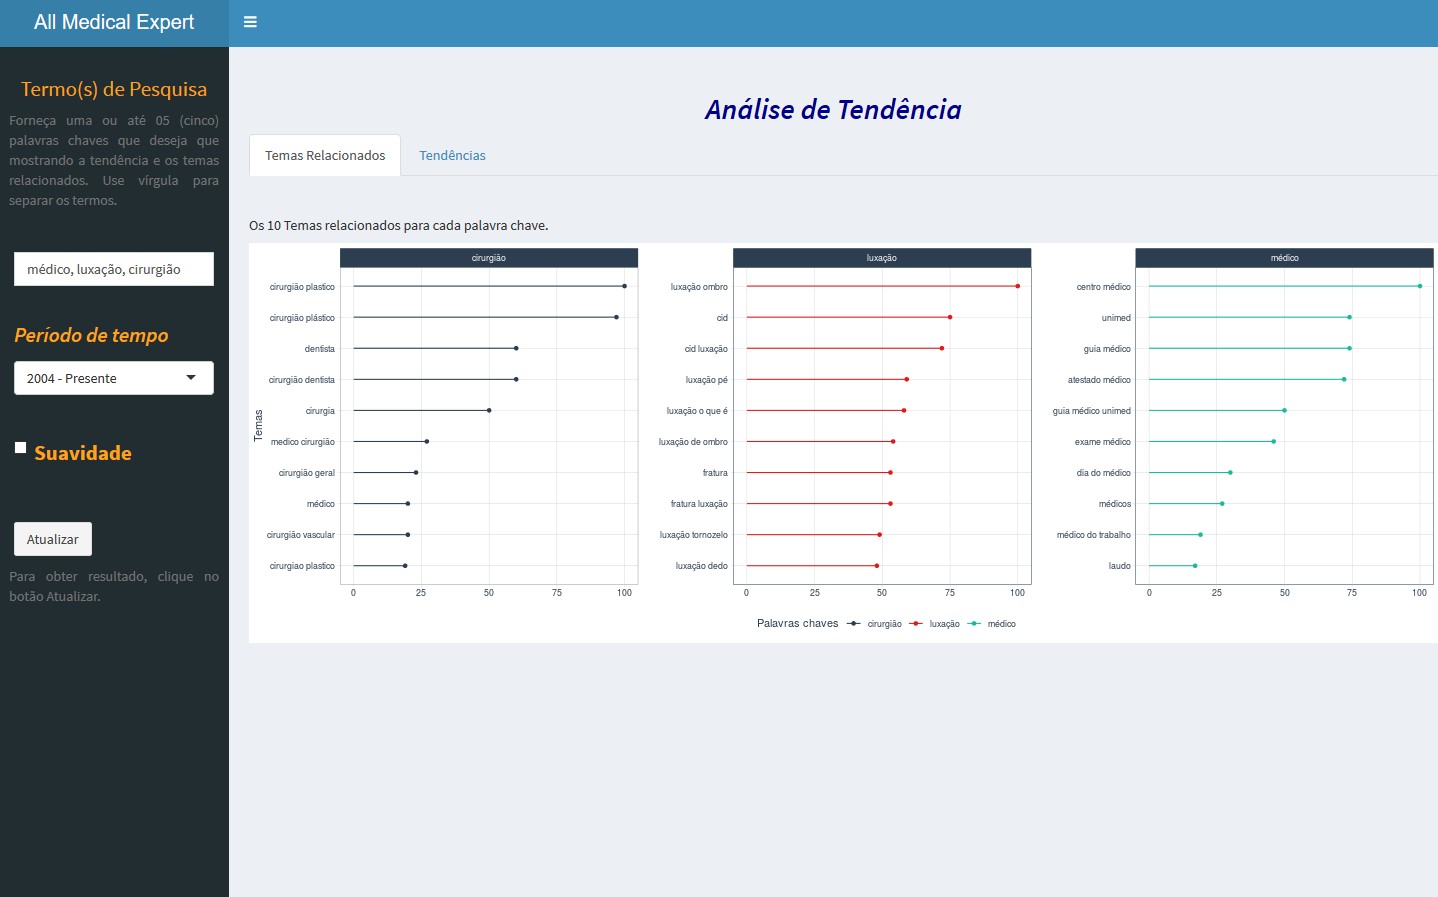 All Medical Expert
Termo(s) de Pesquisa
Forneça uma ou até 05 (cinco)
palavras chaves que deseja que
mostrando a tendência e os temas
relacionados. Use vírgula para
separar os termos.
médico, luxação, cirurgião
Período de tempo
2004 - Presente
Suavidade
Atualizar
Para obter resultado, clique no
botão Atualizar.
Análise de Tendência
Temas Relacionados
Tendências
Os 10 Temas relacionados para cada palavra chave.
Temas
cirurgião
cirurgião plastico
cirurgião plástico
dentista
cirurgião dentista
cirurgia
medico cirurgião
cirurgião geral
médico
cirurgião vascular
cirurgiao plastico
0 25 50 75 100
luxação
luxação ombro
cid
cid luxação
luxação pé
luxação o que é
luxação de ombro
fratura
fratura luxação
luxação tornozelo
luxação dedo
0 25 50 75 100
médico
centro médico
unimed
guia médico
atestado médico
guia médico unimed
exame médico
dia do médico
médicos
médico do trabalho
laudo
0 25 50 75 100
Palavras chaves cirurgião luxação médico